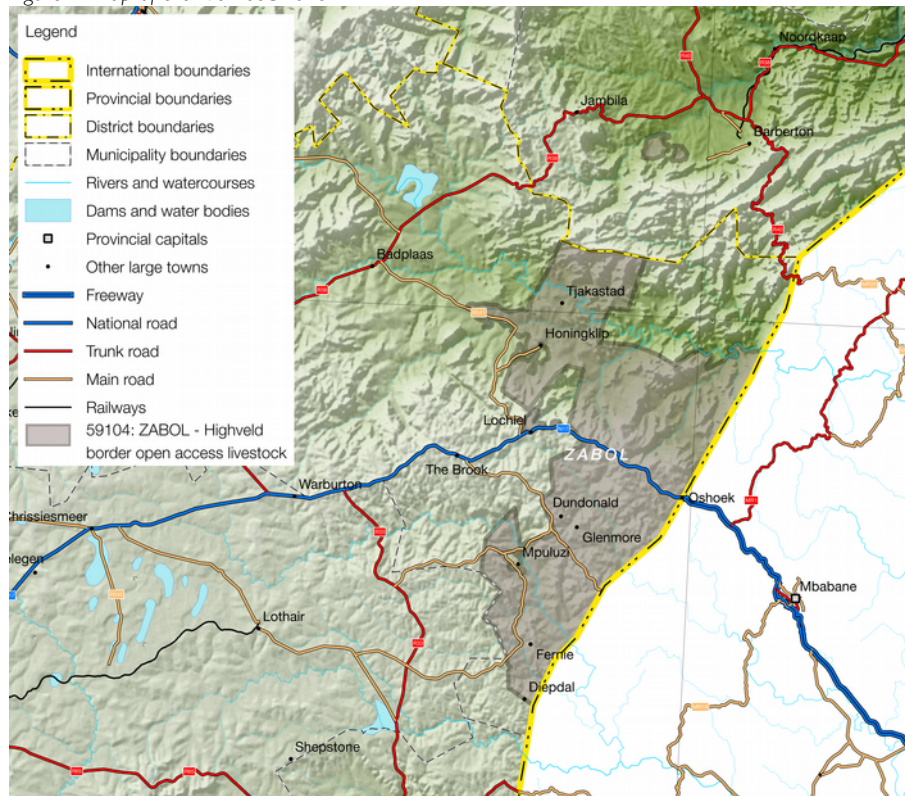 Legend
International boundaries
Provincial boundaries
District boundaries
Municipality boundaries
Rivers and watercourses
Dams and water bodies
Provincial capitals
Other large towns
Freeway
National road
Trunk road
Main road
Railways
59104: ZABOL - Highveld
border open access livestock
Noordkaap
Jambila
Barberton
Badplaas
Tjakastad
Honingklip
Lochiel
ZABOL
The Brook
Warburton
Oshoek
Chrissiesmeer
Dundonald
Glenmore
Mpuluzi
Mbabane
Lothair
Fernie
Diepdal
Shepstone